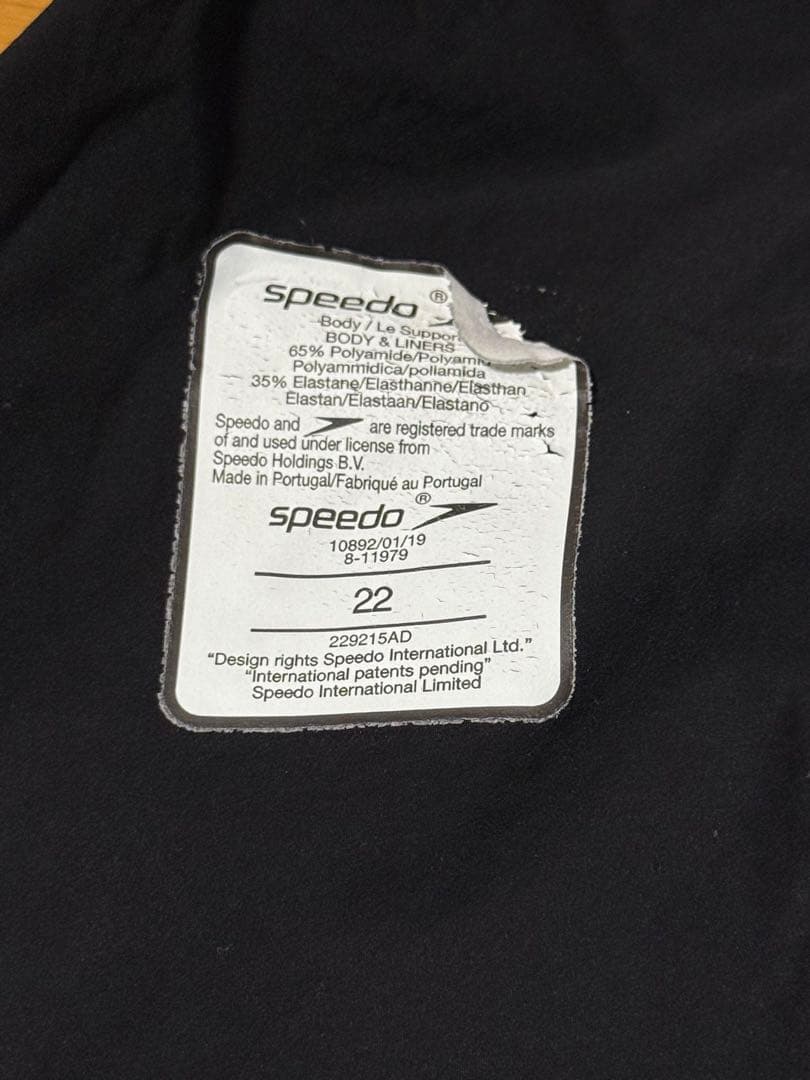 speedo ®
Body / Le Support
BODY & LINERS
65% Polyamide/Polyamid
Polyammidica/poliamida
35% Elastane/Elasthanne/Elasthan
Elastan/Elastaan/Elastano
Speedo and are registered trade marks
of and used under license from
Speedo Holdings B.V.
Made in Portugal/Fabriqué au Portugal
speedo ®
10892/01/19
8-11979
22
229215AD
"Design rights Speedo International Ltd."
"International patents pending"
Speedo International Limited